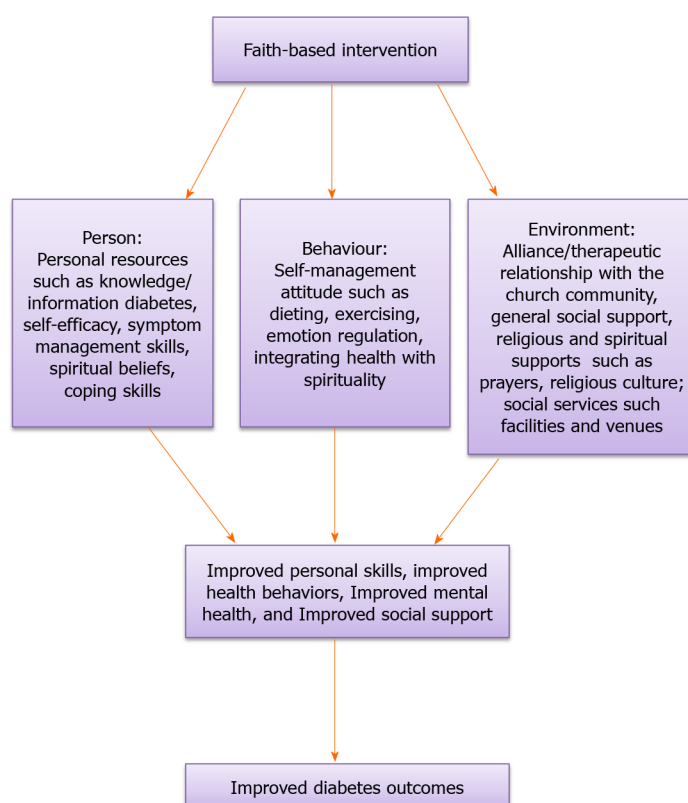 Faith-based intervention
Person:
Personal resources
such as knowledge/
information diabetes,
self-efficacy, symptom
management skills,
spiritual beliefs,
coping skills
Behaviour:
Self-management
attitude such as
dieting, exercising,
emotion regulation,
integrating health with
spirituality
Environment:
Alliance/therapeutic
relationship with the
church community,
general social support,
religious and spiritual
supports such as
prayers, religious culture;
social services such
facilities and venues
Improved personal skills, improved
health behaviors, Improved mental
health, and Improved social support
Improved diabetes outcomes